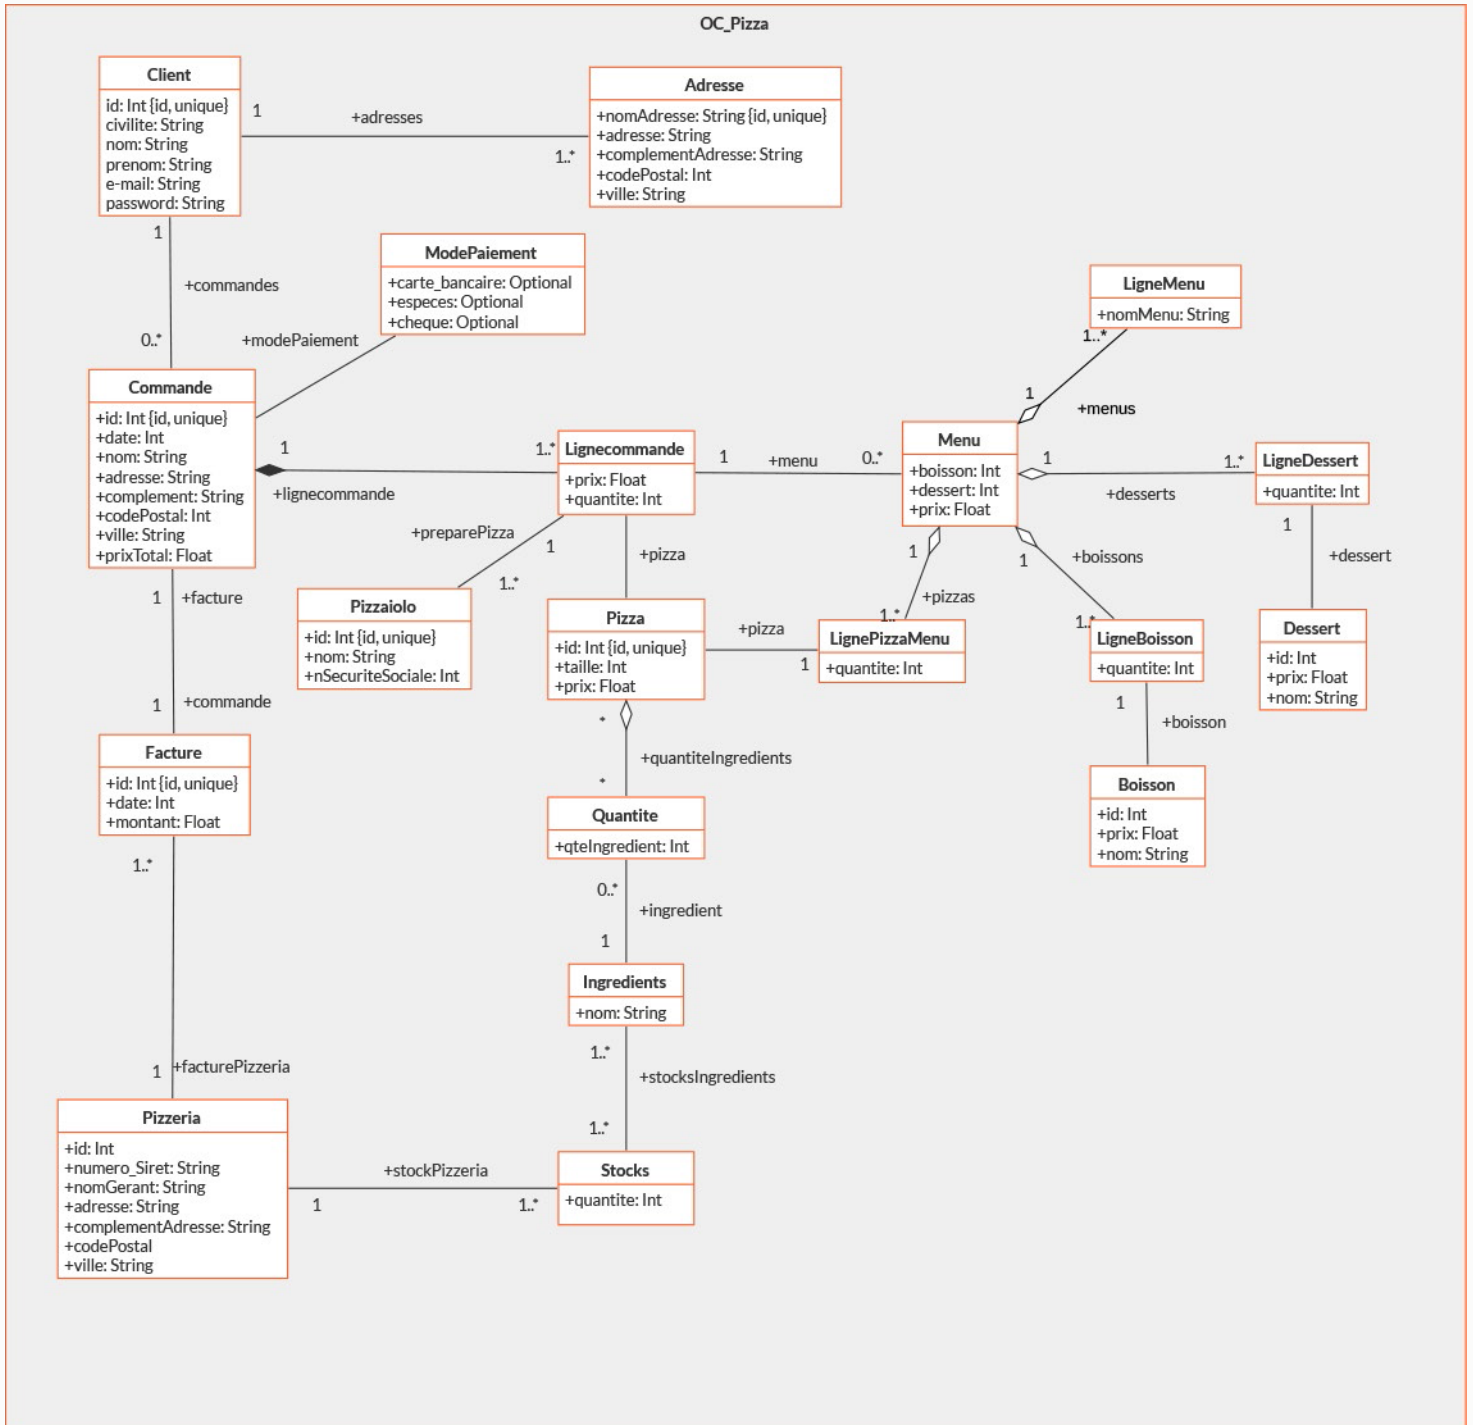 OC_Pizza
Client
id: Int {id, unique}
civilite: String
nom: String
prenom: String
e-mail: String
password: String
1
+adresses
1..*
Adresse
+nomAdresse: String {id, unique}
+adresse: String
+complementAdresse: String
+codePostal: Int
+ville: String
1
+commandes
0..*
ModePaiement
+carte_bancaire: Optional
+especes: Optional
+cheque: Optional
+modePaiement
LigneMenu
+nomMenu: String
1..*
1
+menus
Commande
+id: Int {id, unique}
+date: Int
+nom: String
+adresse: String
+complement: String
+codePostal: Int
+ville: String
+prixTotal: Float
1
+lignecommande
1..*
Lignecommande
+prix: Float
+quantite: Int
1
+menu
0..*
Menu
+boisson: Int
+dessert: Int
+prix: Float
1
+desserts
1..*
LigneDessert
+quantite: Int
1
+dessert
Dessert
+id: Int
+prix: Float
+nom: String
+preparePizza
1
1..*
Pizzaiolo
+id: Int {id, unique}
+nom: String
+nSecuriteSociale: Int
+pizza
Pizza
+id: Int {id, unique}
+taille: Int
+prix: Float
+pizza
1
1
+pizzas
1..*
LignePizzaMenu
+quantite: Int
1
+boissons
1..*
LigneBoisson
+quantite: Int
1
+boisson
Boisson
+id: Int
+prix: Float
+nom: String
1
+facture
1
+commande
Facture
+id: Int {id, unique}
+date: Int
+montant: Float
*
+quantiteIngredients
*
Quantite
+qteIngredient: Int
0..*
+ingredient
1
Ingredients
+nom: String
1..*
+stocksIngredients
1..*
1..*
1
+facturePizzeria
Pizzeria
+id: Int
+numero_Siret: String
+nomGerant: String
+adresse: String
+complementAdresse: String
+codePostal
+ville: String
+stockPizzeria
1
1..*
Stocks
+quantite: Int